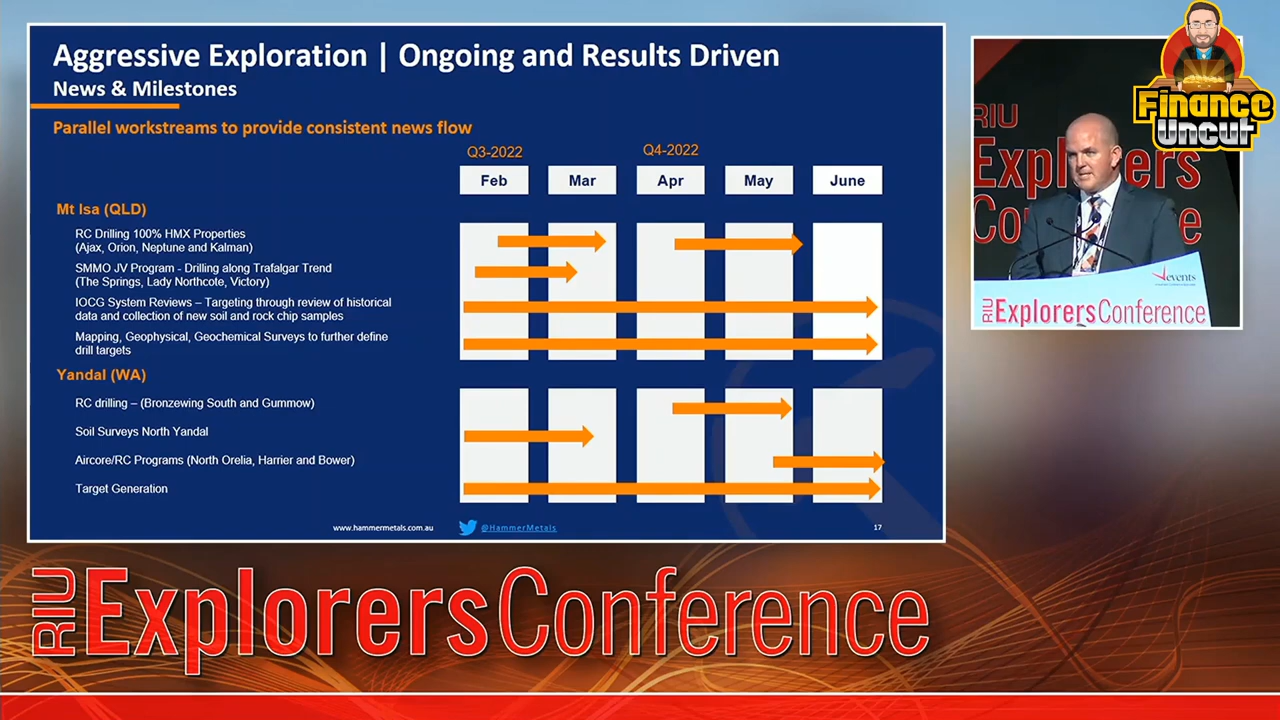 Aggressive Exploration | Ongoing and Results Driven
News & Milestones
Parallel workstreams to provide consistent news flow
Q3-2022
Q4-2022
Feb
Mar
Apr
May
June
Mt Isa (QLD)
RC Drilling 100% HMX Properties
(Ajax, Orion, Neptune and Kalman)
SMMO JV Program - Drilling along Trafalgar Trend
(The Springs, Lady Northcote, Victory)
IOCG System Reviews – Targeting through review of historical
data and collection of new soil and rock chip samples
Mapping, Geophysical, Geochemical Surveys to further define
drill targets
Yandal (WA)
RC drilling – (Bronzewing South and Gummow)
Soil Surveys North Yandal
Aircore/RC Programs (North Orelia, Harrier and Bower)
Target Generation
www.hammermetals.com.au
@HammerMetals
17
Finance
Uncut
RIU
Explorers
Co
e
Vevents
RIU ExplorersConference
RIU ExplorersConference